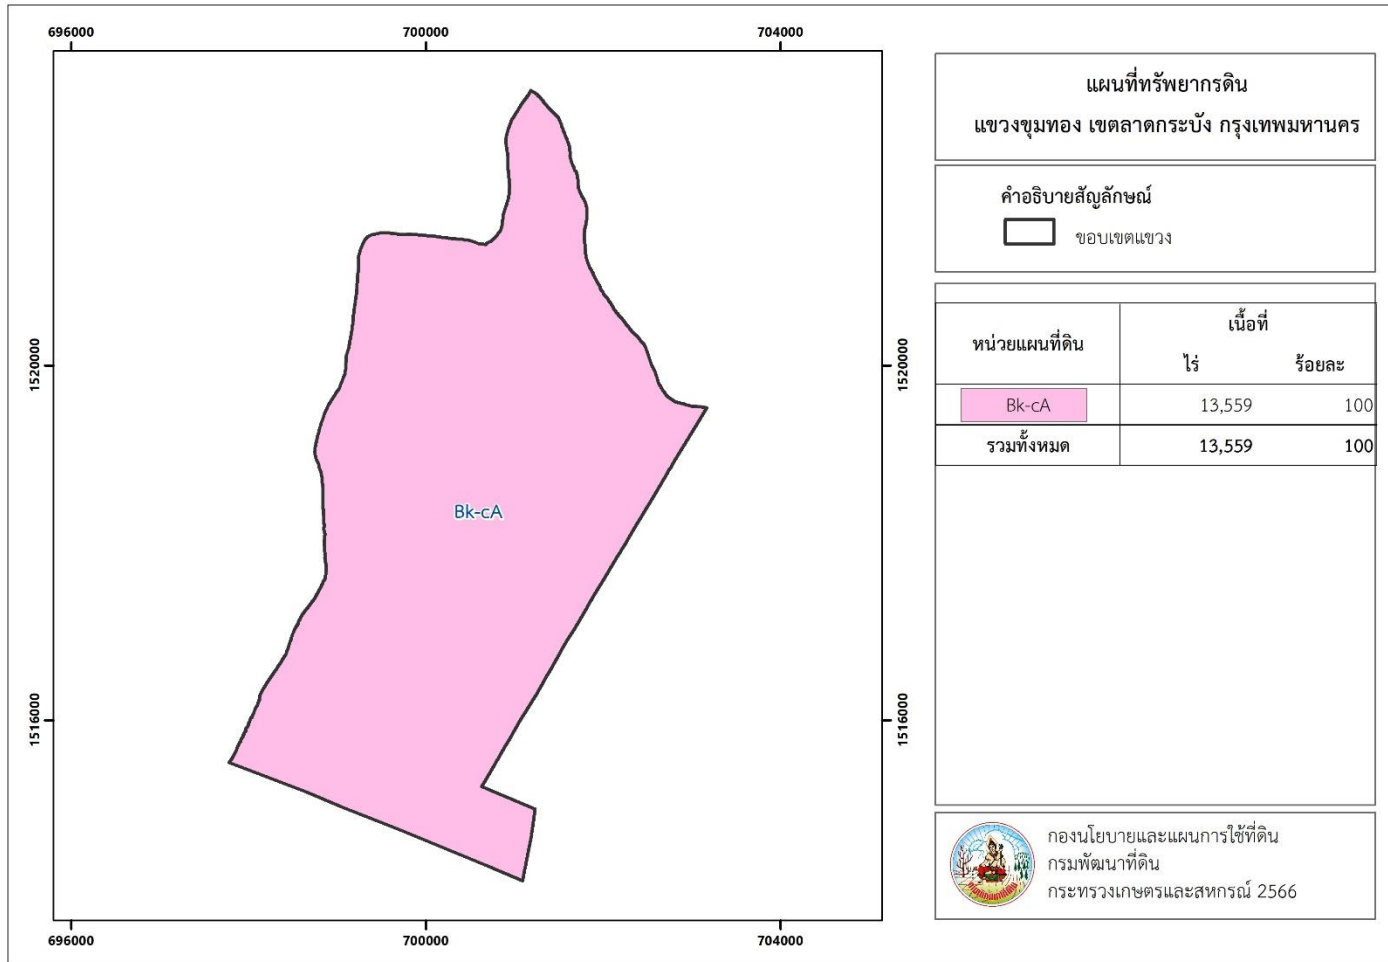 696000 700000 704000
1520000 1520000
Bk-cA
1516000 1516000
696000 700000 704000
แผนที่ทรัพยากรดิน
แขวงขุมทอง เขตลาดกระบัง กรุงเทพมหานคร
คำอธิบายสัญลักษณ์
ขอบเขตแขวง
หน่วยแผนที่ดิน เนื้อที่
ไร่ ร้อยละ
Bk-cA 13,559 100
รวมทั้งหมด 13,559 100
กองนโยบายและแผนการใช้ที่ดิน
กรมพัฒนาที่ดิน
กระทรวงเกษตรและสหกรณ์ 2566